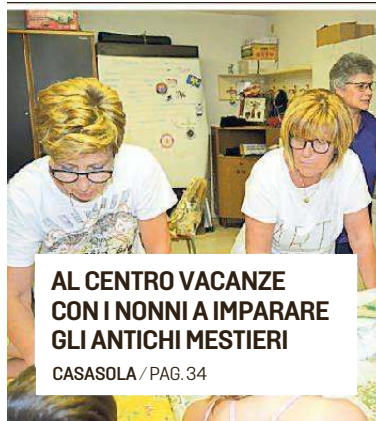 AL CENTRO VACANZE
CON I NONNI A IMPARARE
GLI ANTICHI MESTIERI
CASASOLA / PAG. 34